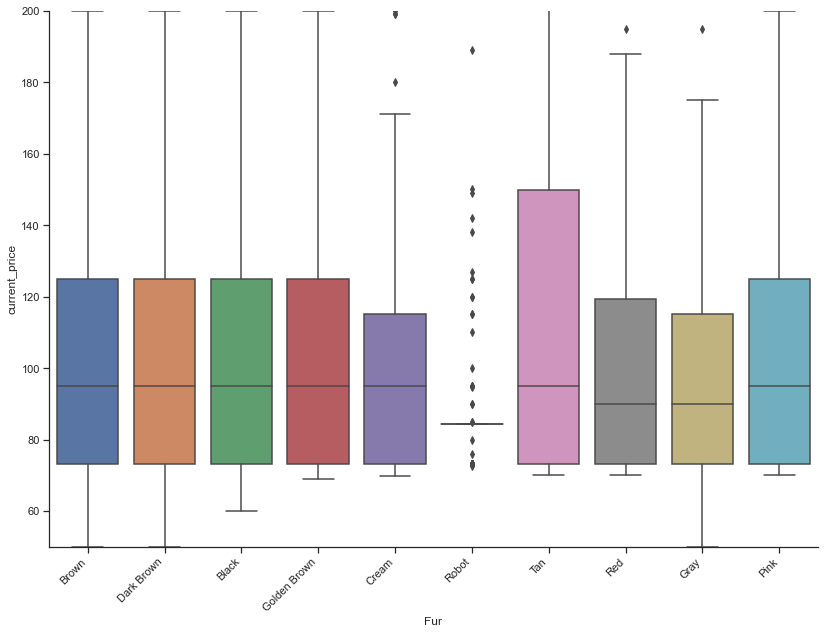 200
180
160
140
120
100
80
60
current_price
Brown
Dark Brown
Black
Golden Brown
Cream
Robot
Tan
Red
Gray
Pink
Fur